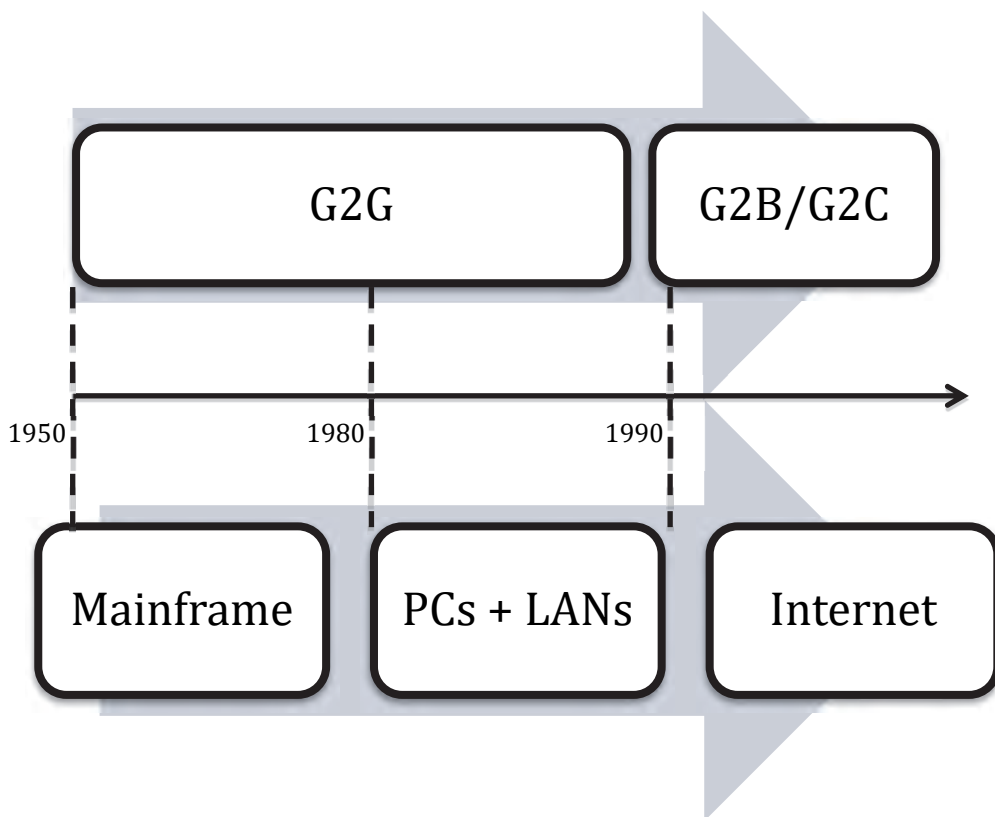 G2G
G2B/G2C
1950
1980
1990
Mainframe
PCs + LANs
Internet